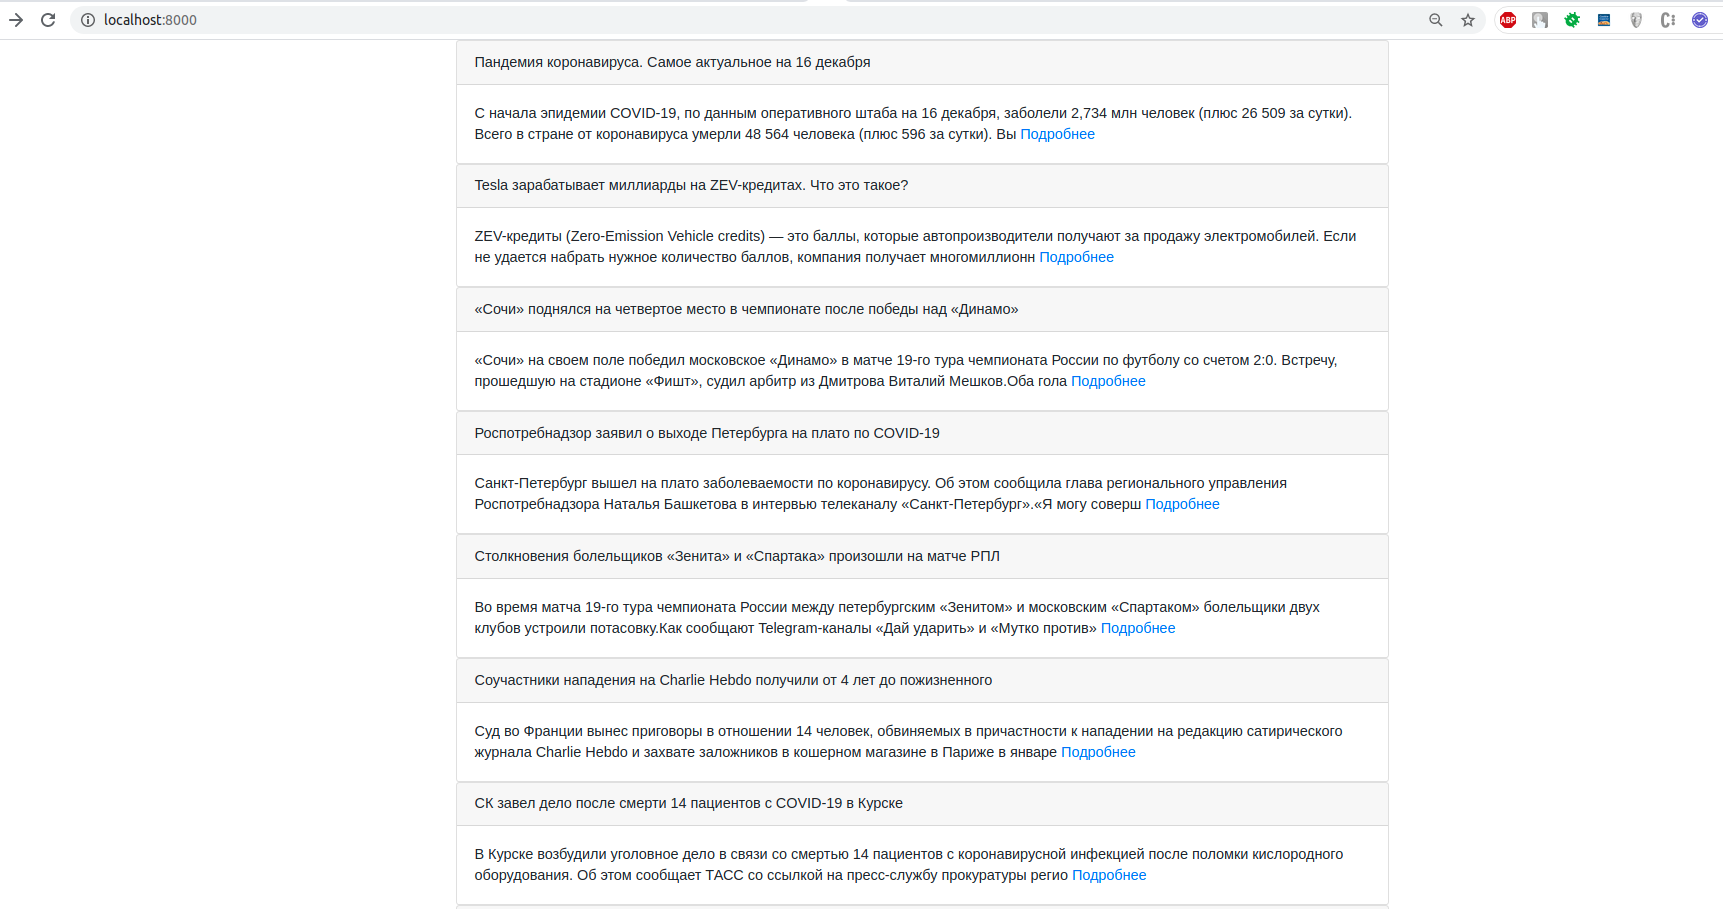 localhost:8000
ABP
Пандемия коронавируса. Самое актуальное на 16 декабря
С начала эпидемии COVID-19, по данным оперативного штаба на 16 декабря, заболели 2,734 млн человек (плюс 26 509 за сутки).
Всего в стране от коронавируса умерли 48 564 человека (плюс 596 за сутки). Вы Подробнее
Tesla зарабатывает миллиарды на ZEV-кредитах. Что это такое?
ZEV-кредиты (Zero-Emission Vehicle credits) — это баллы, которые автопроизводители получают за продажу электромобилей. Если
не удается набрать нужное количество баллов, компания получает многомиллионн Подробнее
«Сочи» поднялся на четвертое место в чемпионате после победы над «Динамо»
«Сочи» на своем поле победил московское «Динамо» в матче 19-го тура чемпионата России по футболу со счетом 2:0. Встречу,
прошедшую на стадионе «Фишт», судил арбитр из Дмитрова Виталий Мешков.Оба гола Подробнее
Роспотребнадзор заявил о выходе Петербурга на плато по COVID-19
Санкт-Петербург вышел на плато заболеваемости по коронавирусу. Об этом сообщила глава регионального управления
Роспотребнадзора Наталья Башкетова в интервью телеканалу «Санкт-Петербург».«Я могу соверш Подробнее
Столкновения болельщиков «Зенита» и «Спартака» произошли на матче РПЛ
Во время матча 19-го тура чемпионата России между петербургским «Зенитом» и московским «Спартаком» болельщики двух
клубов устроили потасовку.Как сообщают Telegram-каналы «Дай ударить» и «Мутко против» Подробнее
Соучастники нападения на Charlie Hebdo получили от 4 лет до пожизненного
Суд во Франции вынес приговоры в отношении 14 человек, обвиняемых в причастности к нападении на редакцию сатирического
журнала Charlie Hebdo и захвате заложников в кошерном магазине в Париже в январе Подробнее
СК завел дело после смерти 14 пациентов с COVID-19 в Курске
В Курске возбудили уголовное дело в связи со смертью 14 пациентов с коронавирусной инфекцией после поломки кислородного
оборудования. Об этом сообщает ТАСС со ссылкой на пресс-службу прокуратуры регио Подробнее